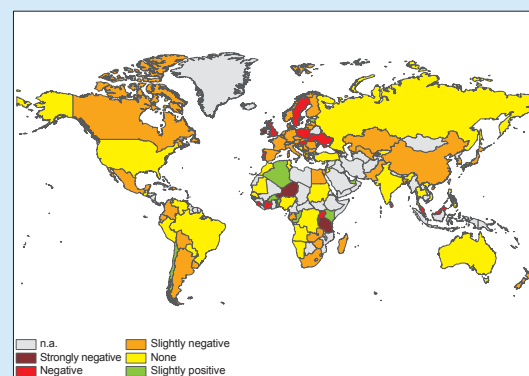 n.a.
Strongly negative
Negative
Slightly negative
None
Slightly positive